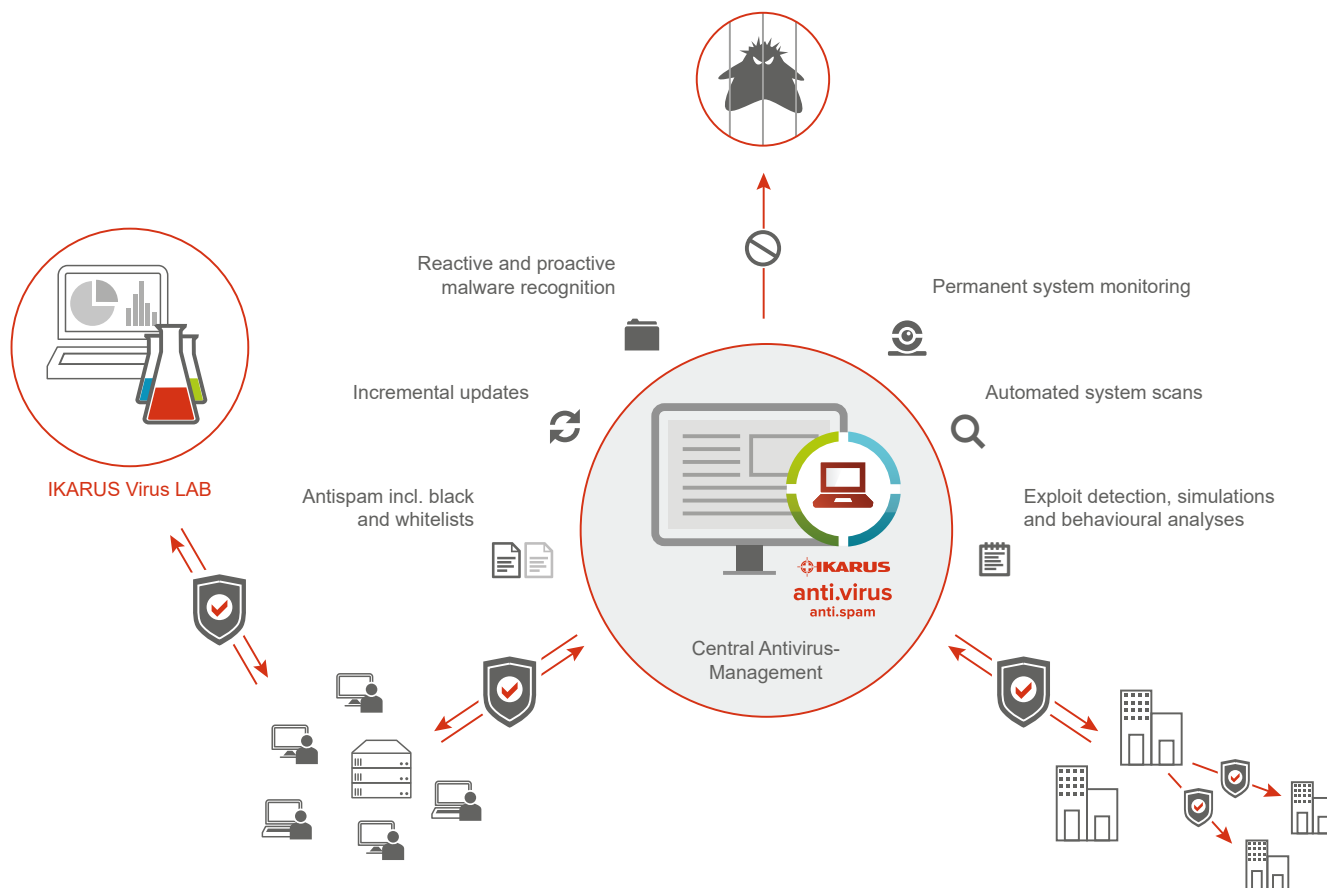 Reactive and proactive
malware recognition
Permanent system monitoring
Incremental updates
Automated system scans
IKARUS Virus LAB
Antispam incl. black
and whitelists
Exploit detection, simulations
and behavioural analyses
IKARUS
anti.virus
anti.spam
Central Antivirus-
Management